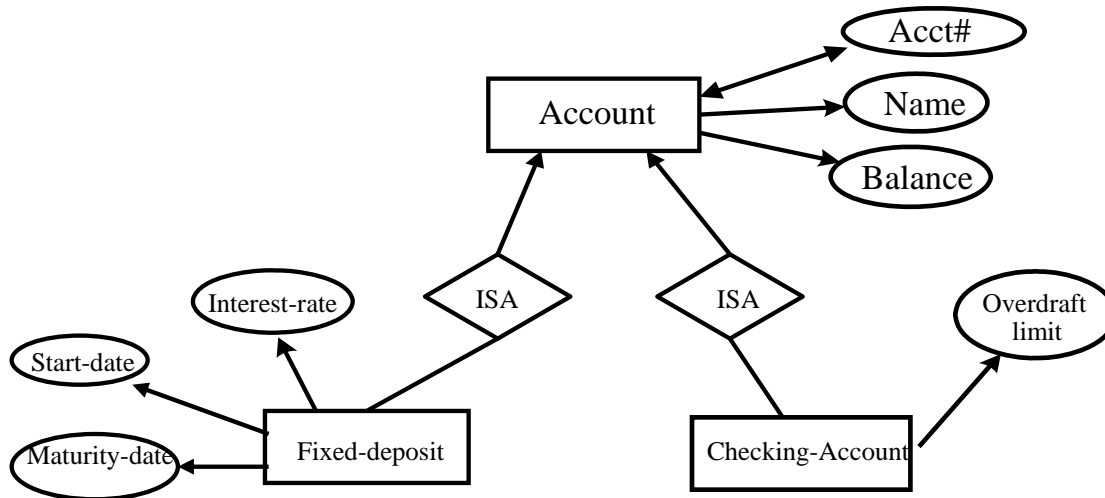 Acct#
Account
Name
Balance
ISA
ISA
Interest-rate
Overdraft
limit
Start-date
Maturity-date
Fixed-deposit
Checking-Account